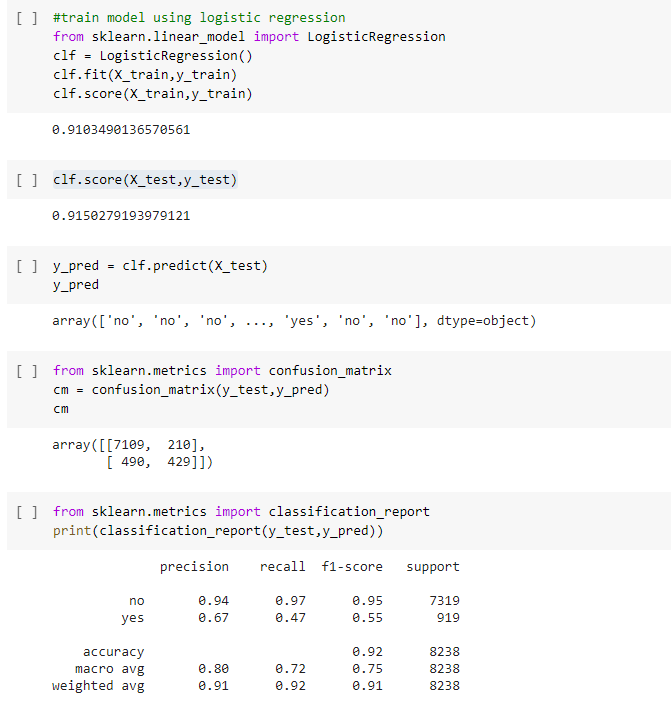 [ ] #train model using logistic regression
from sklearn.linear_model import LogisticRegression
clf = LogisticRegression()
clf.fit(X_train,y_train)
clf.score(X_train,y_train)
0.9103490136570561
[ ] clf.score(X_test,y_test)
0.9150279193979121
[ ] y_pred = clf.predict(X_test)
y_pred
array(['no', 'no', 'no', ..., 'yes', 'no', 'no'], dtype=object)
[ ] from sklearn.metrics import confusion_matrix
cm = confusion_matrix(y_test,y_pred)
cm
array([[7109,  210],
       [ 490,  429]])
[ ] from sklearn.metrics import classification_report
print(classification_report(y_test,y_pred))
              precision    recall  f1-score   support
          no       0.94      0.97      0.95      7319
         yes       0.67      0.47      0.55       919
    accuracy                           0.92      8238
   macro avg       0.80      0.72      0.75      8238
weighted avg       0.91      0.92      0.91      8238